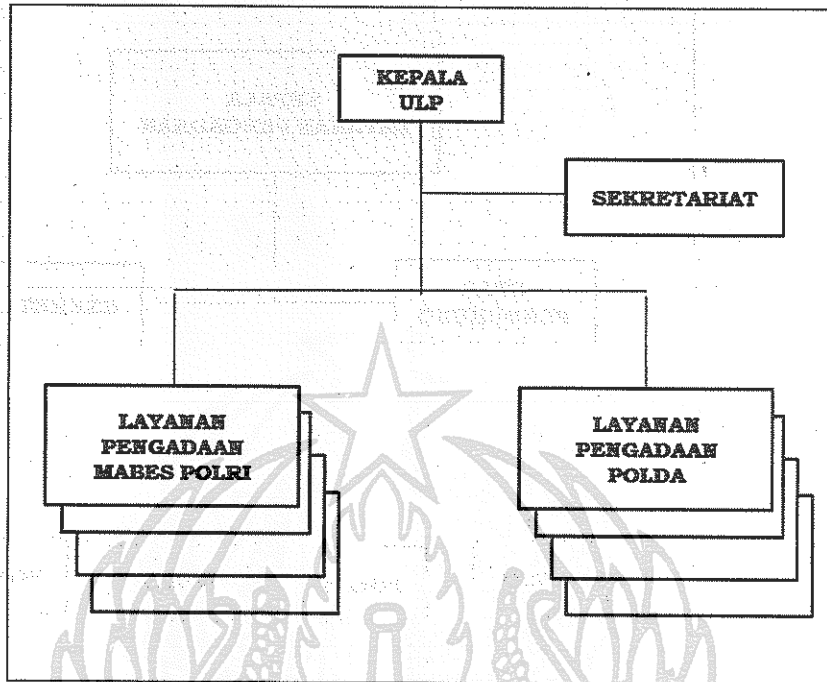 KEPALA
ULP
SEKRETARIAT
LAYANAN
PENGADAAN
MABES POLRI
LAYANAN
PENGADAAN
POLDA